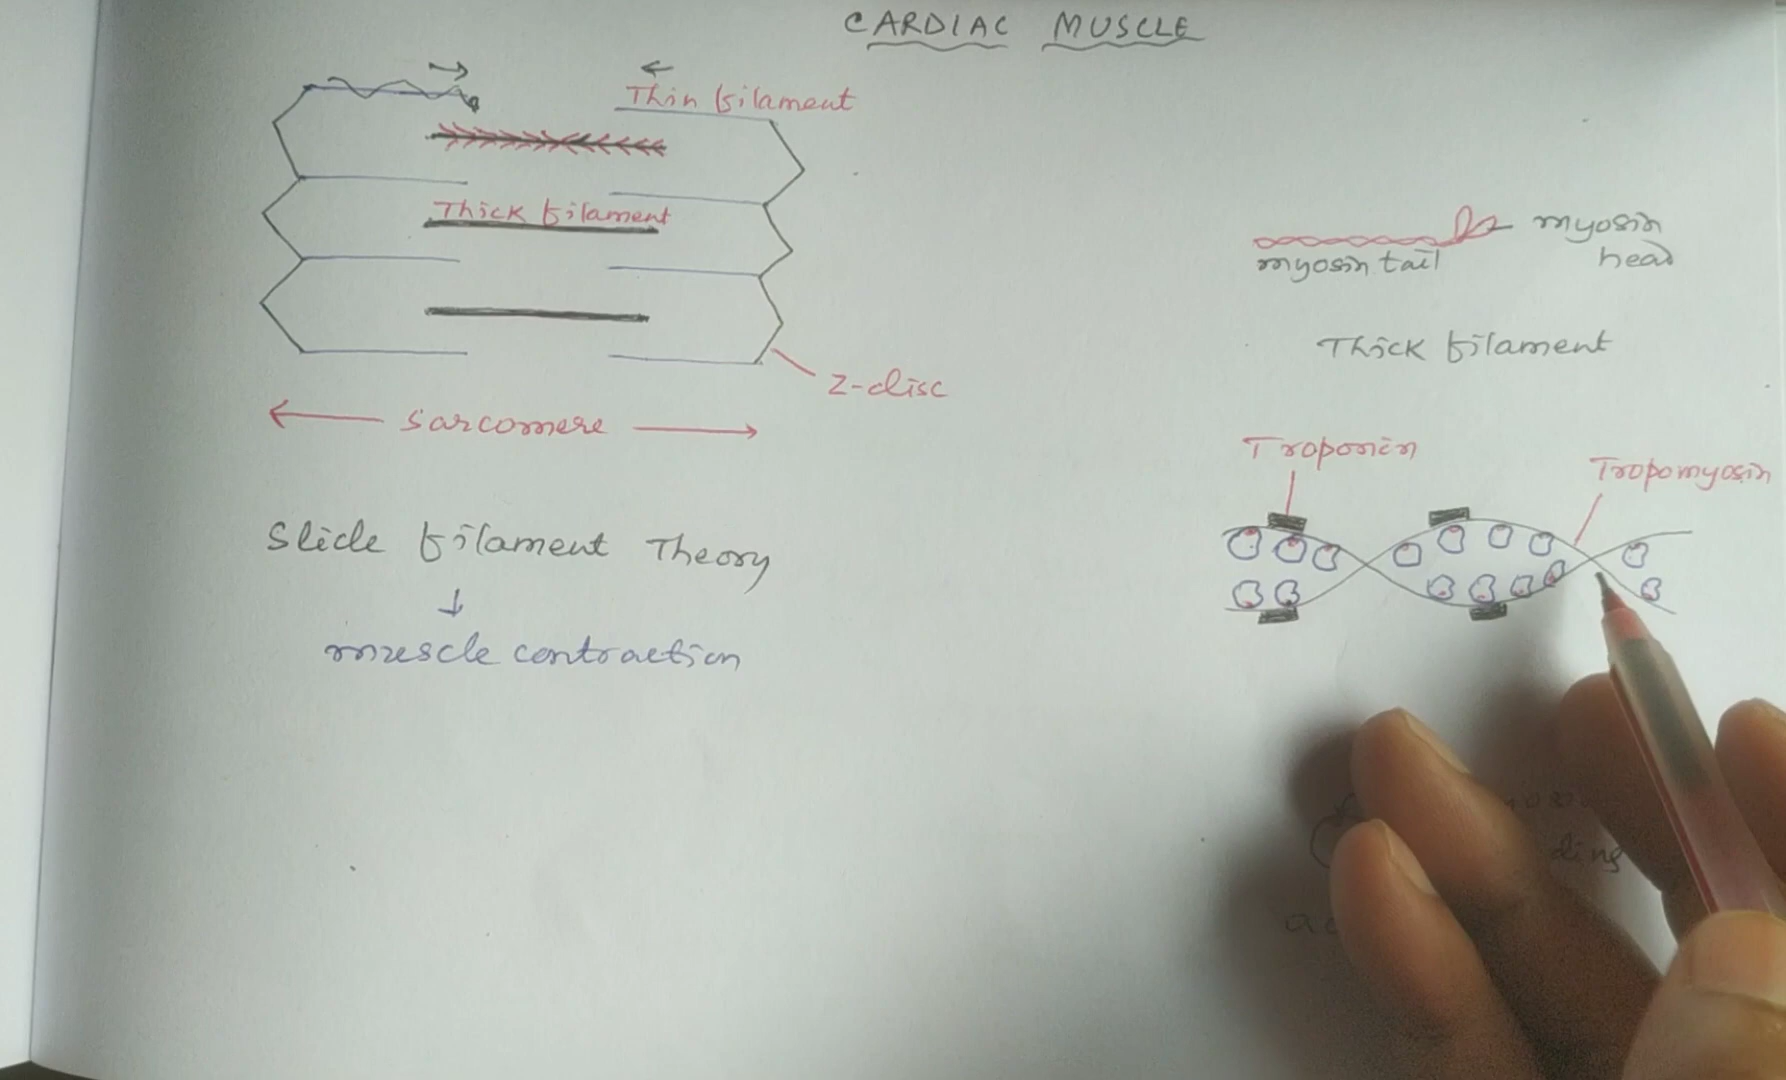 CARDIAC MUSCLE
Thin filament
Thick filament
Z-disc
Sarcomere
Slide filament Theory
muscle contraction
myosin
head
myosin tail
Thick filament
Troponin
Tropomyosin
ding